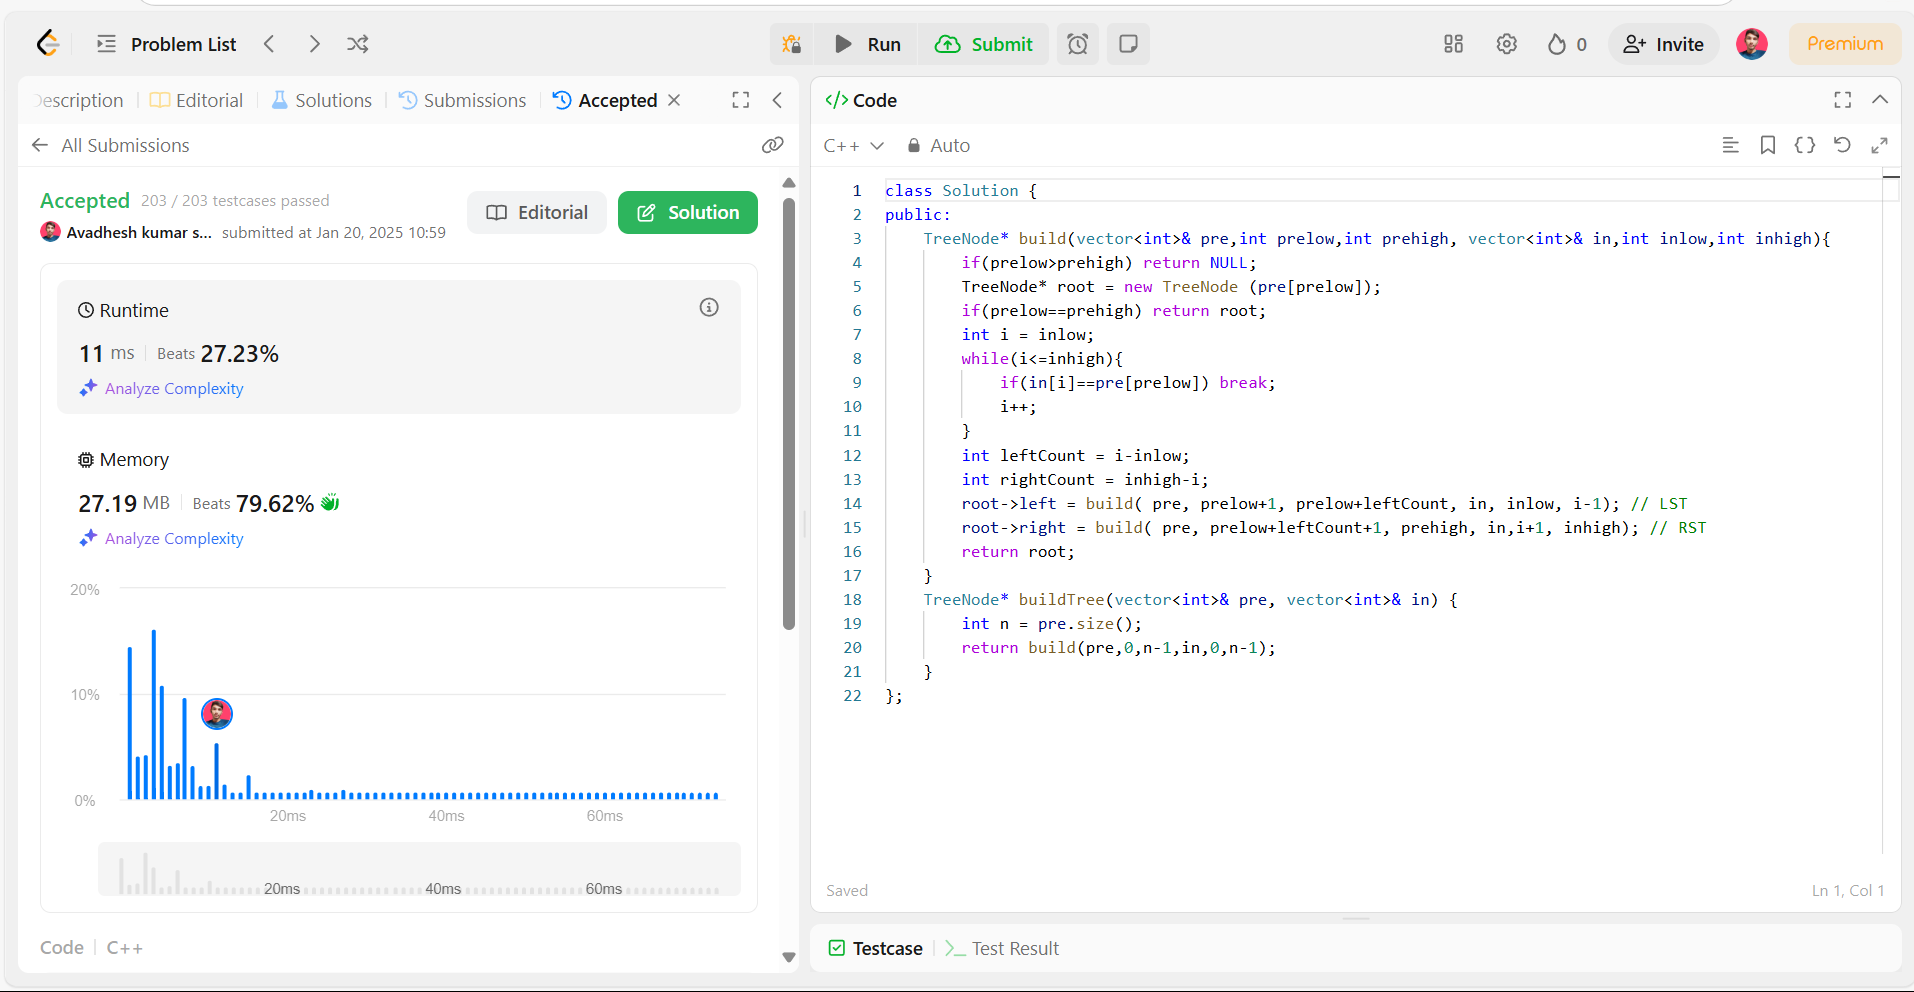 Problem List
Run
Submit
0
Invite
Premium
Description
Editorial
Solutions
Submissions
Accepted
All Submissions
Accepted 203 / 203 testcases passed
Avadhesh kumar s... submitted at Jan 20, 2025 10:59
Editorial
Solution
Runtime
11 ms Beats 27.23%
Analyze Complexity
Memory
27.19 MB Beats 79.62%
Analyze Complexity
20%
10%
0%
20ms 40ms 60ms
20ms 40ms 60ms
Code C++
</> Code
C++ Auto
1 class Solution {
2 public:
3 TreeNode* build(vector<int>& pre,int prelow,int prehigh, vector<int>& in,int inlow,int inhigh){
4 if(prelow>prehigh) return NULL;
5 TreeNode* root = new TreeNode (pre[prelow]);
6 if(prelow==prehigh) return root;
7 int i = inlow;
8 while(i<=inhigh){
9 if(in[i]==pre[prelow]) break;
10 i++;
11 }
12 int leftCount = i-inlow;
13 int rightCount = inhigh-i;
14 root->left = build( pre, prelow+1, prelow+leftCount, in, inlow, i-1); // LST
15 root->right = build( pre, prelow+leftCount+1, prehigh, in,i+1, inhigh); // RST
16 return root;
17 }
18 TreeNode* buildTree(vector<int>& pre, vector<int>& in) {
19 int n = pre.size();
20 return build(pre,0,n-1,in,0,n-1);
21 }
22 };
Saved
Ln 1, Col 1
Testcase
Test Result